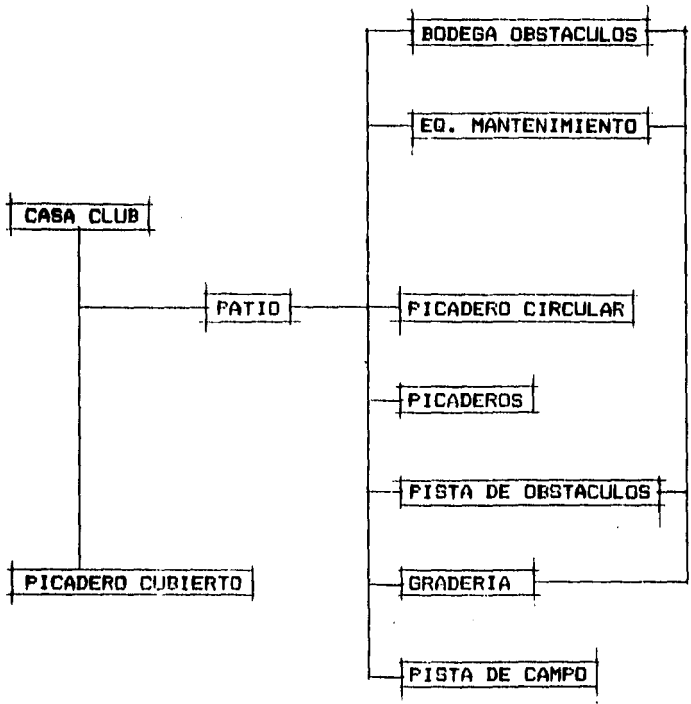 BODEGA OBSTACULOS
EQ. MANTENIMIENTO
CASA CLUB
PATIO
PICADERO CIRCULAR
PICADEROS
PISTA DE OBSTACULOS
PICADERO CUBIERTO
GRADERIA
PISTA DE CAMPO